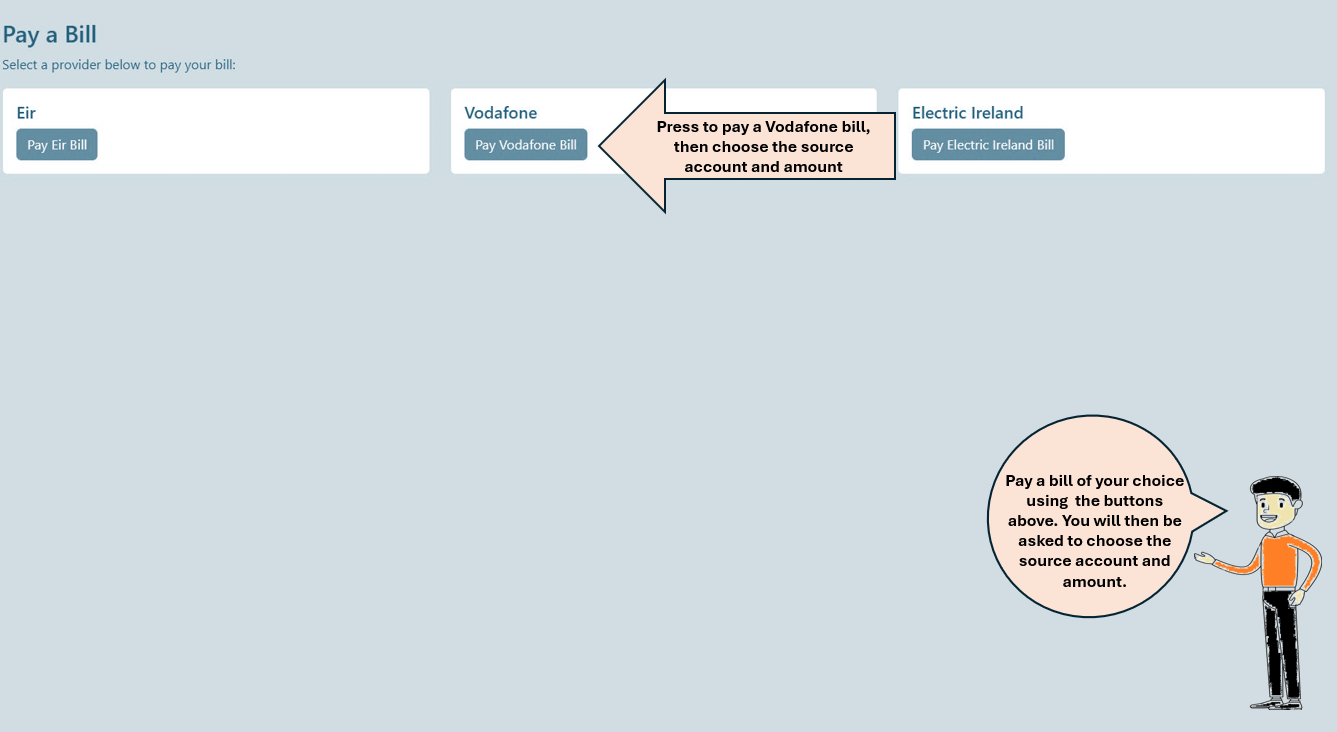 Pay a Bill
Select a provider below to pay your bill:
Eir
Pay Eir Bill
Vodafone
Pay Vodafone Bill
Press to pay a Vodafone bill,
then choose the source
account and amount
Electric Ireland
Pay Electric Ireland Bill
Pay a bill of your choice
using the buttons
above. You will then be
asked to choose the
source account and
amount.